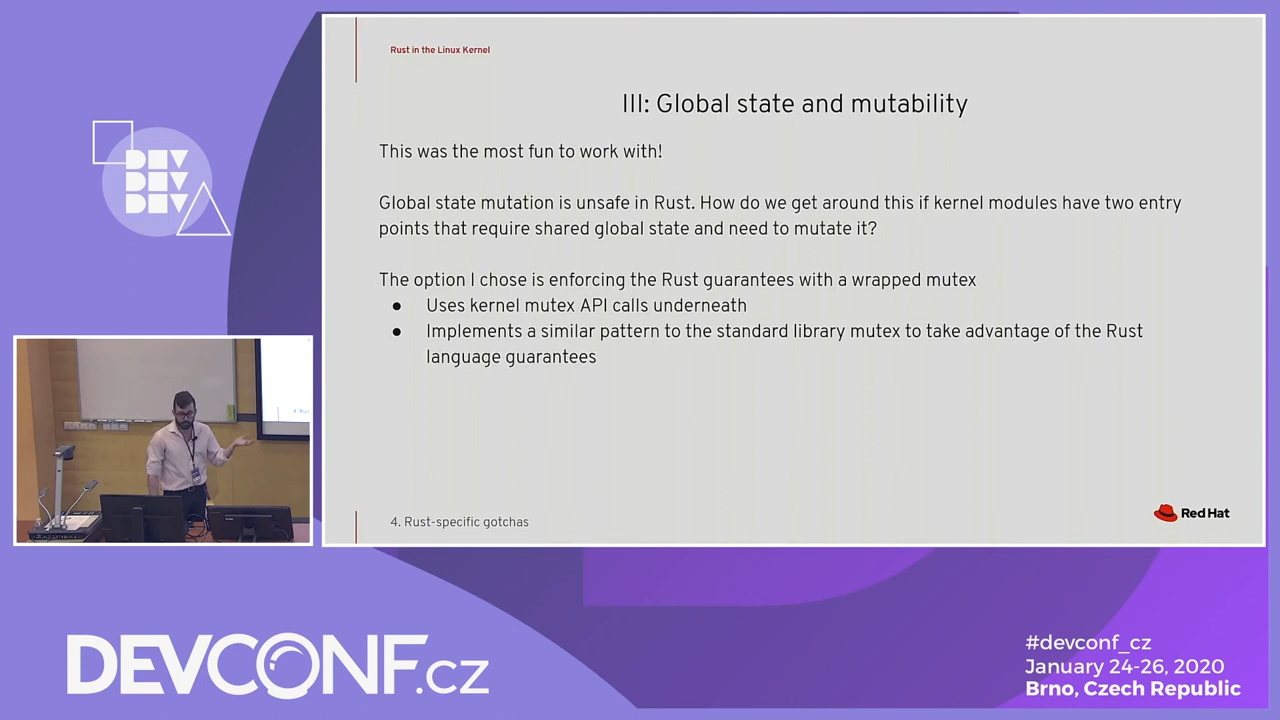 Rust in the Linux Kernel
III: Global state and mutability
This was the most fun to work with!
Global state mutation is unsafe in Rust. How do we get around this if kernel modules have two entry
points that require shared global state and need to mutate it?
The option I chose is enforcing the Rust guarantees with a wrapped mutex
● Uses kernel mutex API calls underneath
● Implements a similar pattern to the standard library mutex to take advantage of the Rust
language guarantees
4. Rust-specific gotchas
Red Hat
DEV
DEV
DEV
DEVCONF.cz
#devconf_cz
January 24-26, 2020
Brno, Czech Republic